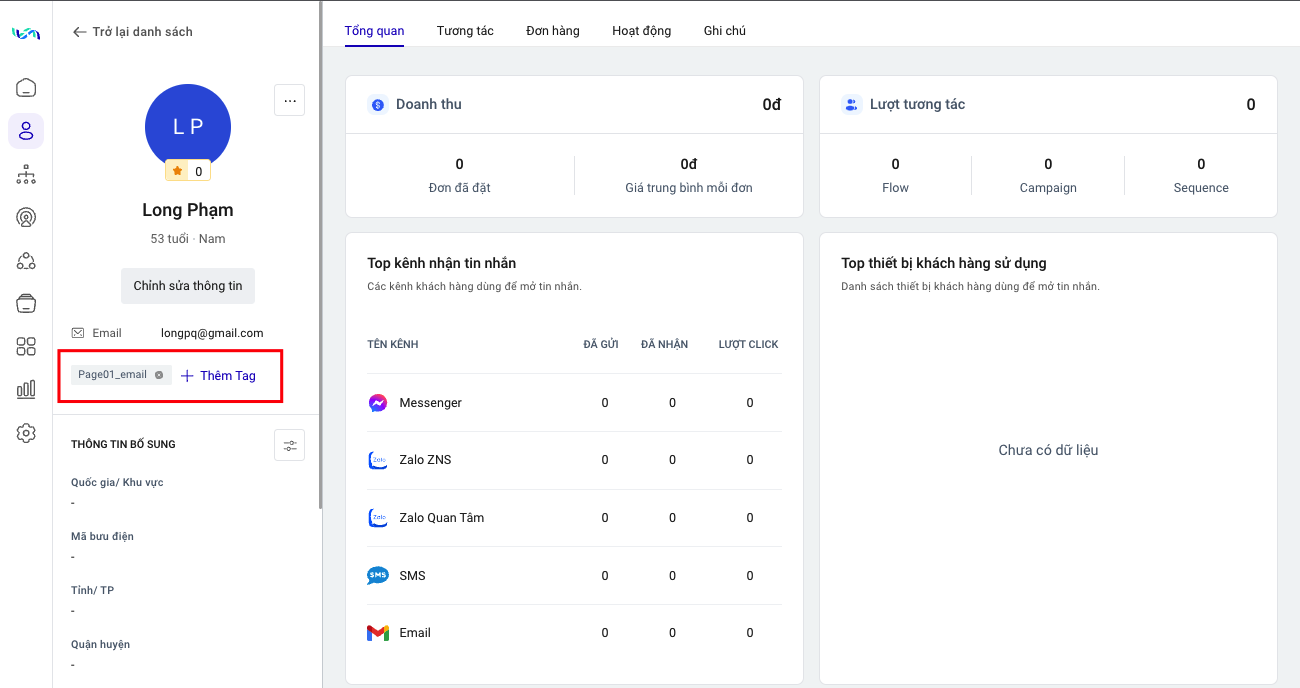 Trở lại danh sách
L P
0
Long Phạm
53 tuổi · Nam
Chỉnh sửa thông tin
Email longpq@gmail.com
Page01_email Thêm Tag
THÔNG TIN BỔ SUNG
Quốc gia/ Khu vực
-
Mã bưu điện
-
Tỉnh/ TP
-
Quận huyện
-
Tổng quan Tương tác Đơn hàng Hoạt động Ghi chú
Doanh thu 0đ
0 0đ
Đơn đã đặt Giá trung bình mỗi đơn
Lượt tương tác 0
0 0 0
Flow Campaign Sequence
Top kênh nhận tin nhắn
Các kênh khách hàng dùng để mở tin nhắn.
TÊN KÊNH ĐÃ GỬI ĐÃ NHẬN LƯỢT CLICK
Messenger 0 0 0
Zalo Zalo ZNS 0 0 0
Zalo Zalo Quan Tâm 0 0 0
SMS SMS 0 0 0
Email 0 0 0
Top thiết bị khách hàng sử dụng
Danh sách thiết bị khách hàng dùng để mở tin nhắn.
Chưa có dữ liệu